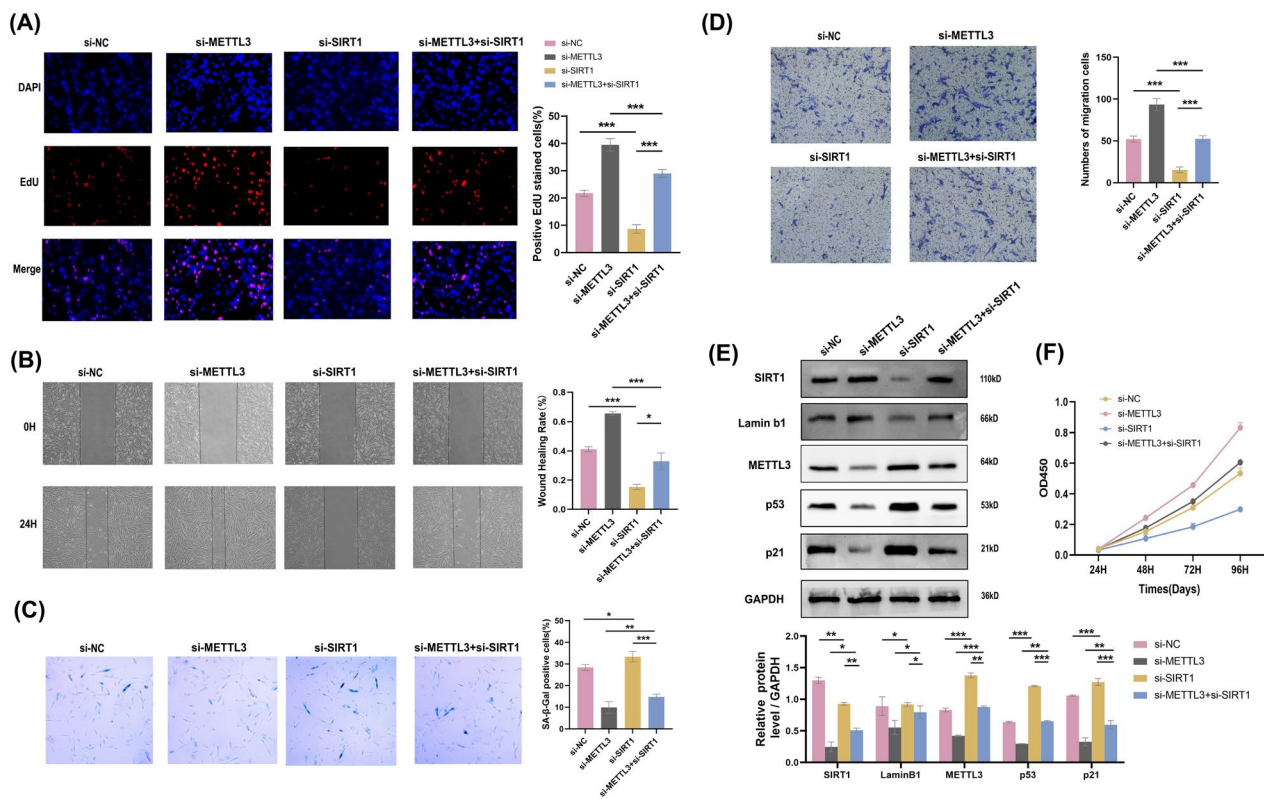 (A)
si-NC si-METTL3 si-SIRT1 si-METTL3+si-SIRT1
DAPI
EdU
Merge
si-NC
si-METTL3
si-SIRT1
si-METTL3+si-SIRT1
Positive EdU stained cells(%)
50
40
30
20
10
0
*** *** ***
si-NC
si-METTL3
si-SIRT1
si-METTL3+si-SIRT1
(B)
si-NC si-METTL3 si-SIRT1 si-METTL3+si-SIRT1
0H
24H
Wound Healing Rate(%)
0.8
0.6
0.4
0.2
0.0
***
***
*
si-NC
si-METTL3
si-SIRT1
si-METTL3+si-SIRT1
(C)
si-NC si-METTL3 si-SIRT1 si-METTL3+si-SIRT1
SA-β-Gal positive cells(%)
50
40
30
20
10
0
*
**
***
si-NC
si-METTL3
si-SIRT1
si-METTL3+si-SIRT1
(D)
si-NC si-METTL3
si-SIRT1 si-METTL3+si-SIRT1
Numbers of migration cells
150
100
50
0
***
***
***
si-NC
si-METTL3
si-SIRT1
si-METTL3+si-SIRT1
(E)
si-NC si-METTL3 si-SIRT1 si-METTL3+si-SIRT1
SIRT1 110kD
Lamin b1 66kD
METTL3 64kD
p53 53kD
p21 21kD
GAPDH 36kD
Relative protein
level / GAPDH
2.0
1.5
1.0
0.5
0.0
** * **
* * *
*** *** **
*** ** ***
*** ** ***
SIRT1 LaminB1 METTL3 p53 p21
si-NC
si-METTL3
si-SIRT1
si-METTL3+si-SIRT1
(F)
OD450
1.0
0.8
0.6
0.4
0.2
0.0
si-NC
si-METTL3
si-SIRT1
si-METTL3+si-SIRT1
24H 48H 72H 96H
Times(Days)